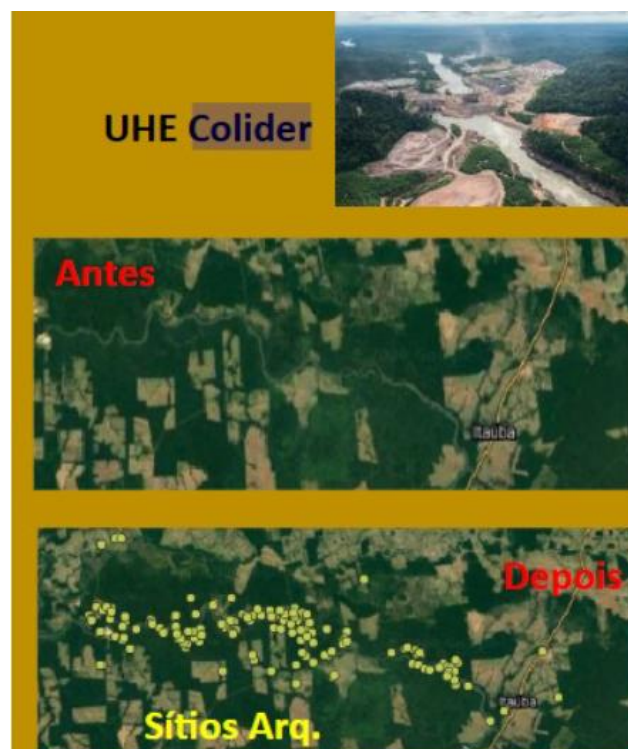 UHE Colider
Antes
Itaúba
Depois
Itaúba
Sítios Arq.